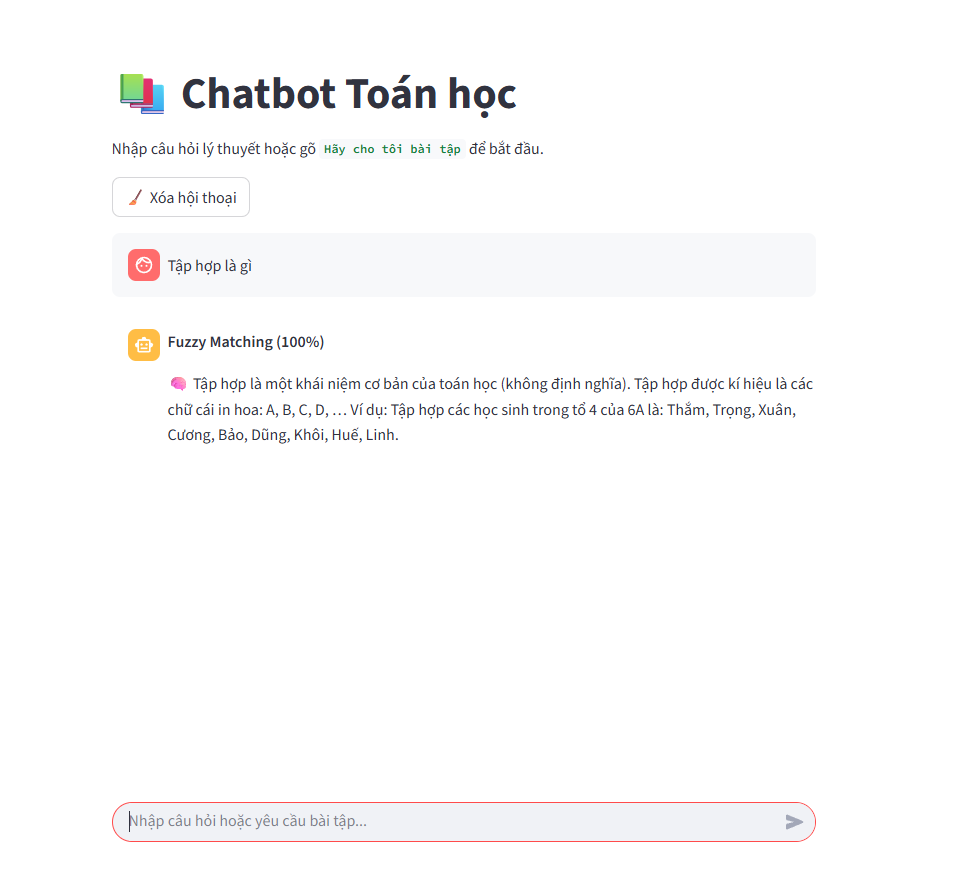 Chatbot Toán học
Nhập câu hỏi lý thuyết hoặc gõ Hãy cho tôi bài tập để bắt đầu.
Xóa hội thoại
Tập hợp là gì
Fuzzy Matching (100%)
Tập hợp là một khái niệm cơ bản của toán học (không định nghĩa). Tập hợp được kí hiệu là các
chữ cái in hoa: A, B, C, D, … Ví dụ: Tập hợp các học sinh trong tổ 4 của 6A là: Thắm, Trọng, Xuân,
Cương, Bảo, Dũng, Khôi, Huế, Linh.
Nhập câu hỏi hoặc yêu cầu bài tập...